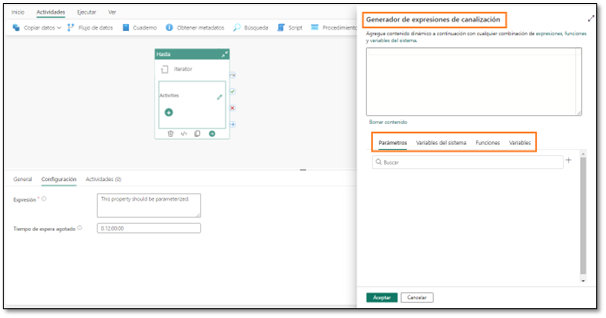 Inicio Actividades Ejecutar Ver
Copiar datos Flujo de datos Cuaderno Obtener metadatos Búsqueda Script Procedimiento
Hasta
Iterator
Activities
General Configuración Actividades (0)
Expresión * This property should be parameterized.
Tiempo de espera agotado 0.12:00:00
Generador de expresiones de canalización
Agregue contenido dinámico a continuación con cualquier combinación de expresiones, funciones
y variables del sistema.
Borrar contenido
Parámetros Variables del sistema Funciones Variables
Buscar
Aceptar Cancelar